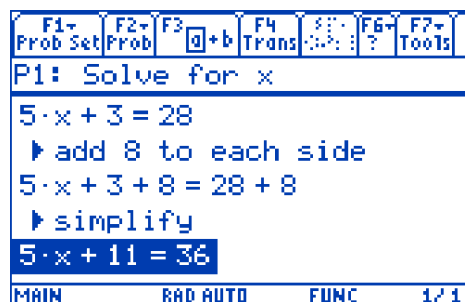 F1 F2 F3 a+b F4 F6 F7
Prob Set Prob Trans ? Tools
P1: Solve for x
5·x + 3 = 28
▶ add 8 to each side
5·x + 3 + 8 = 28 + 8
▶ simplify
5·x + 11 = 36
MAIN RAD AUTO FUNC 1/1